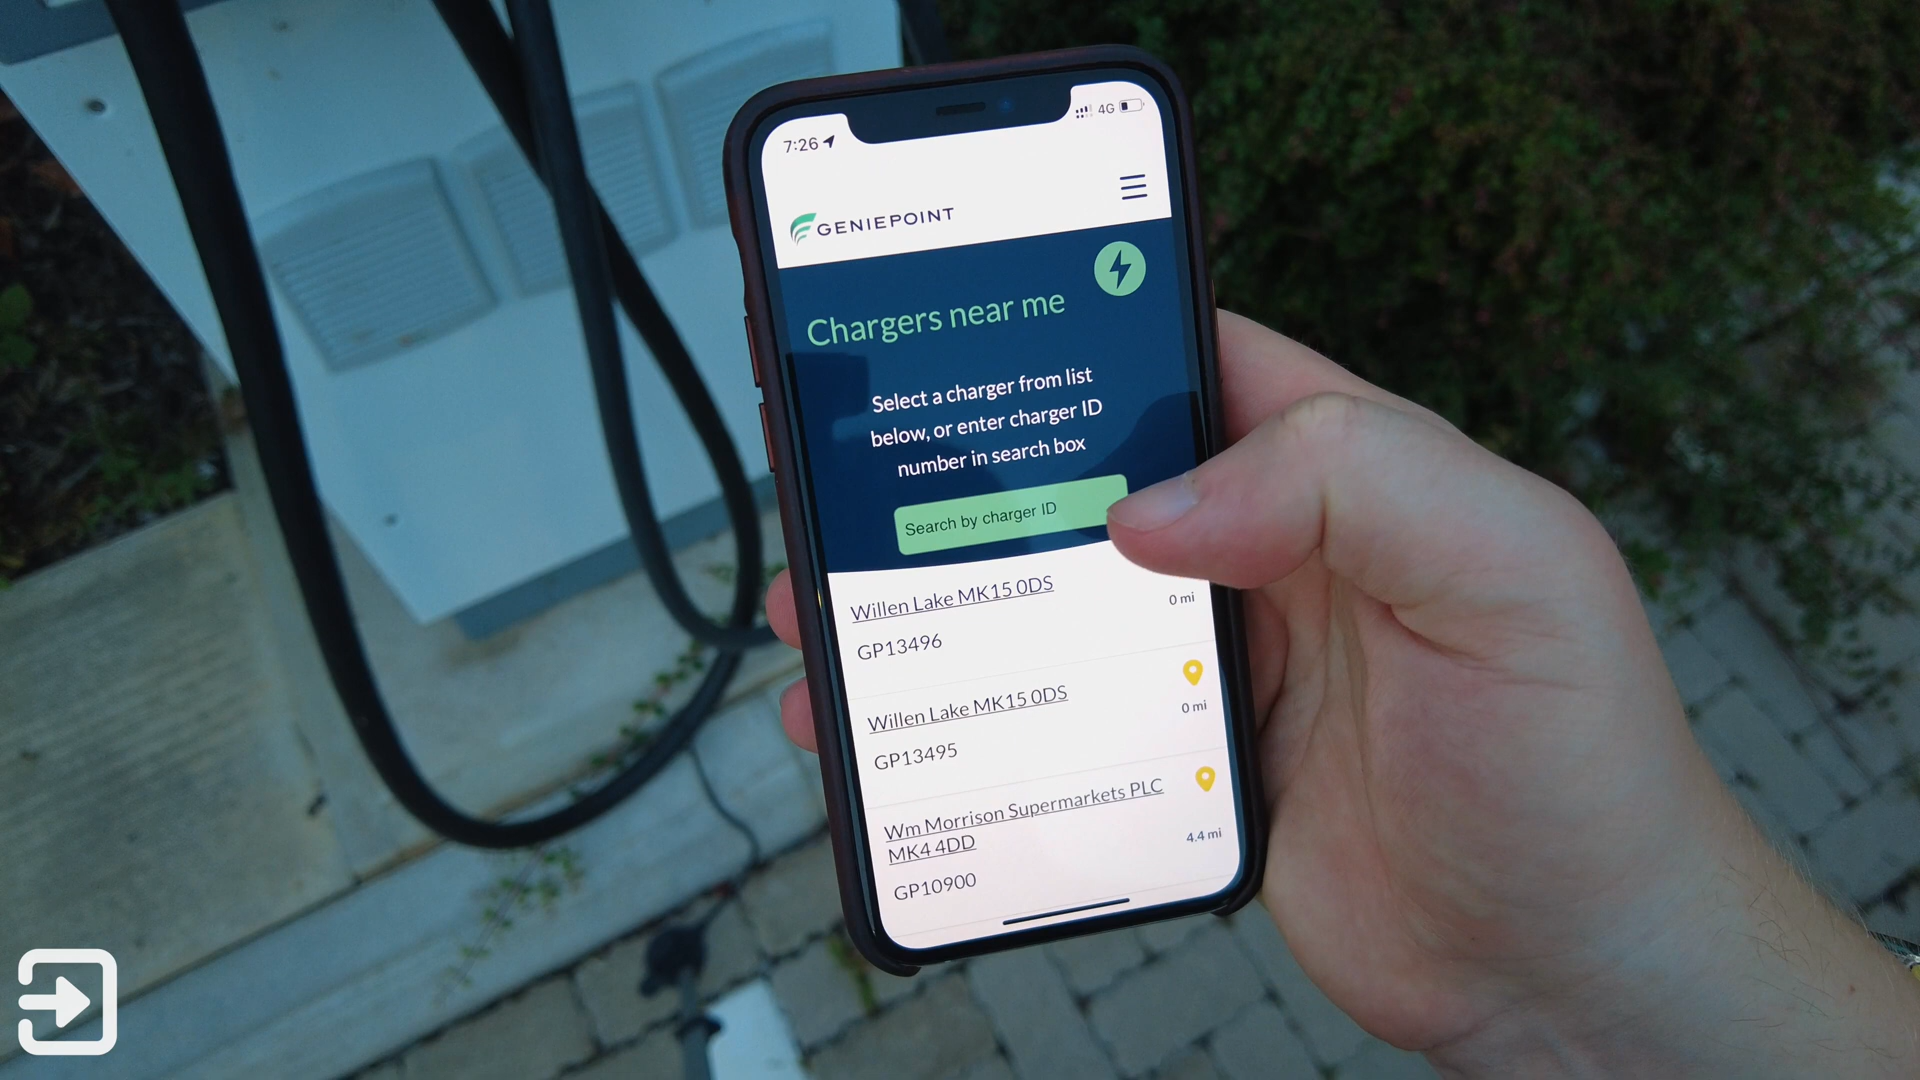 7:26
4G
GENIEPOINT
Chargers near me
Select a charger from list
below, or enter charger ID
number in search box
Search by charger ID
Willen Lake MK15 0DS
0 mi
GP13496
Willen Lake MK15 0DS
0 mi
GP13495
Wm Morrison Supermarkets PLC
MK4 4DD
4.4 mi
GP10900